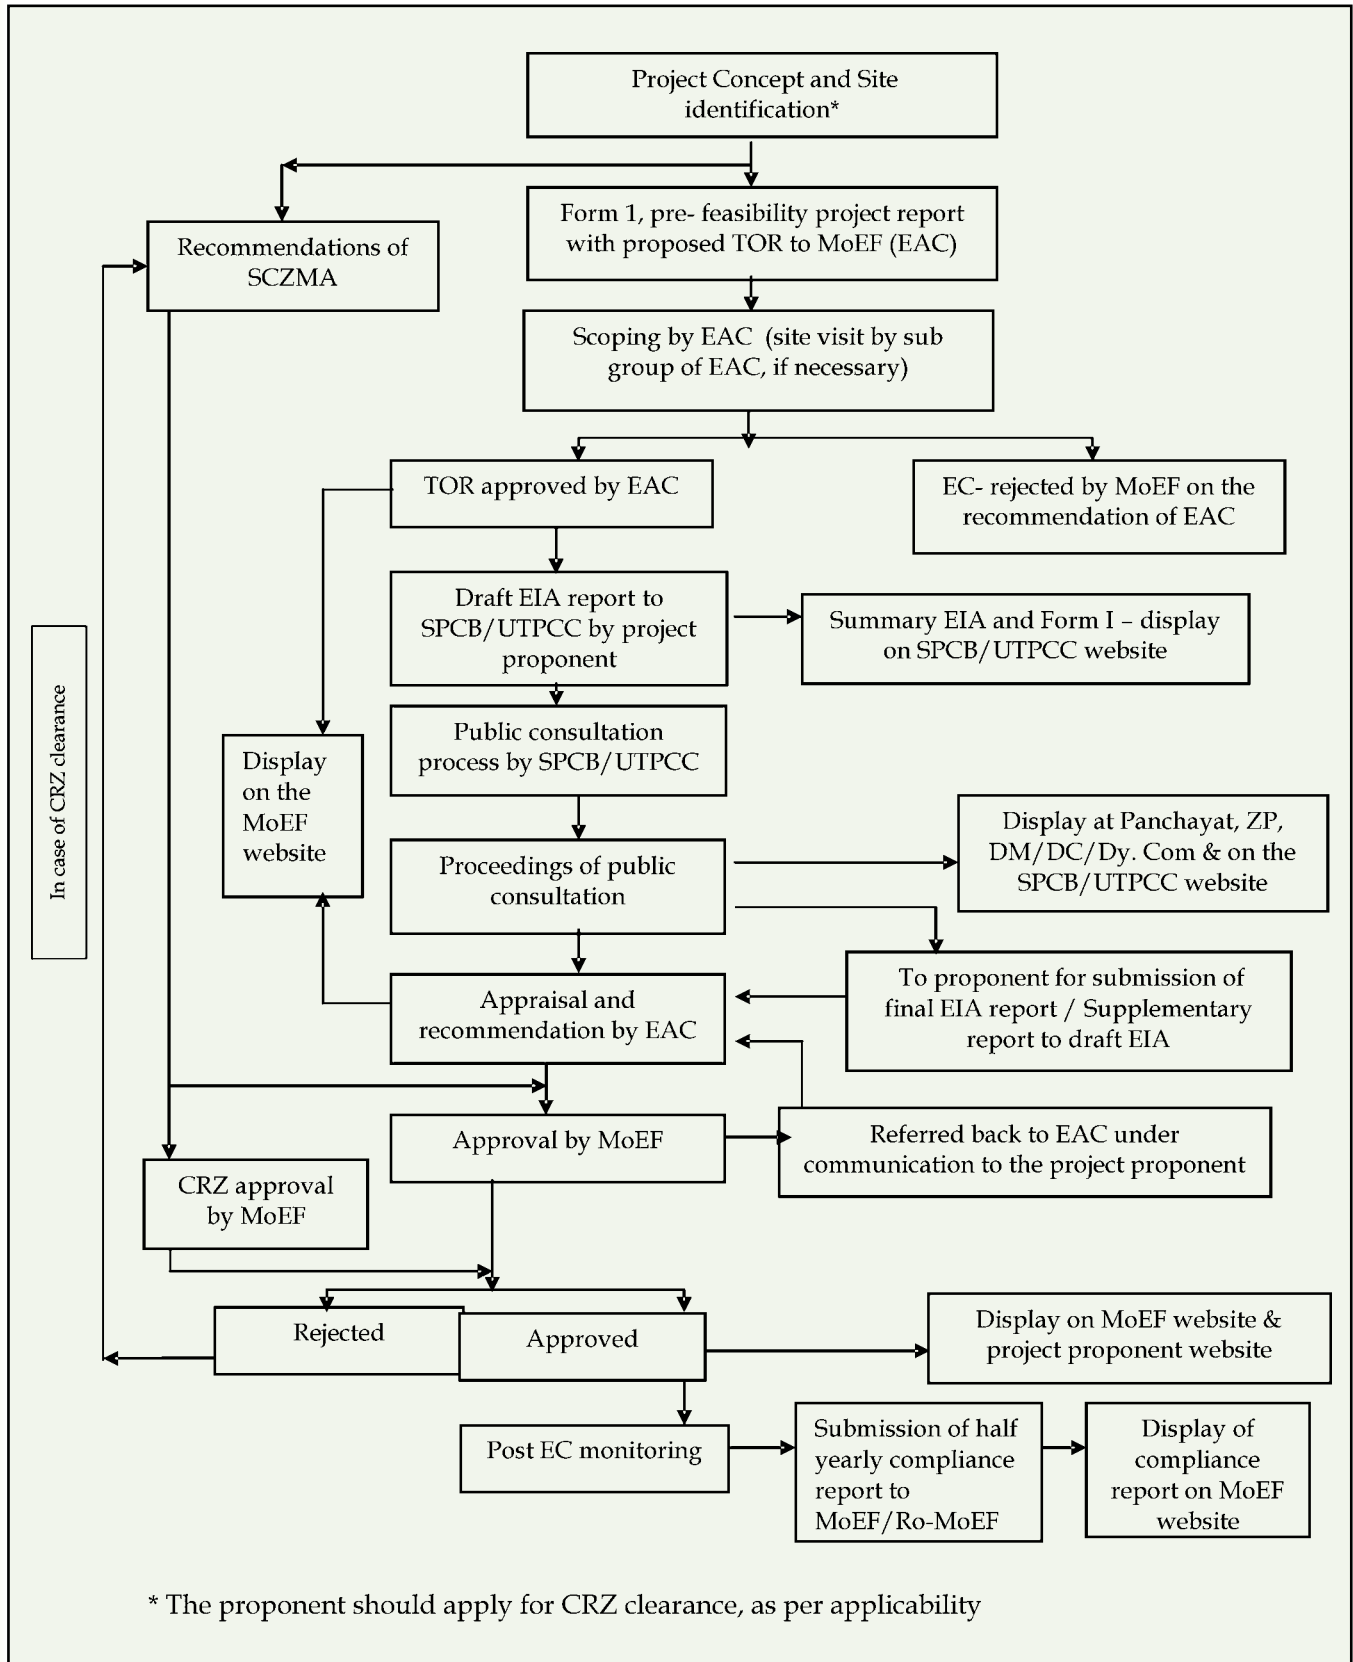 Project Concept and Site
identification*
Form 1, pre- feasibility project report
with proposed TOR to MoEF (EAC)
Recommendations of
SCZMA
Scoping by EAC (site visit by sub
group of EAC, if necessary)
TOR approved by EAC
EC- rejected by MoEF on the
recommendation of EAC
Draft EIA report to
SPCB/UTPCC by project
proponent
Summary EIA and Form I – display
on SPCB/UTPCC website
In case of CRZ clearance
Public consultation
process by SPCB/UTPCC
Display
on the
MoEF
website
Proceedings of public
consultation
Display at Panchayat, ZP,
DM/DC/Dy. Com & on the
SPCB/UTPCC website
Appraisal and
recommendation by EAC
To proponent for submission of
final EIA report / Supplementary
report to draft EIA
Approval by MoEF
Referred back to EAC under
communication to the project proponent
CRZ approval
by MoEF
Rejected
Approved
Display on MoEF website &
project proponent website
Post EC monitoring
Submission of half
yearly compliance
report to
MoEF/Ro-MoEF
Display of
compliance
report on MoEF
website
* The proponent should apply for CRZ clearance, as per applicability